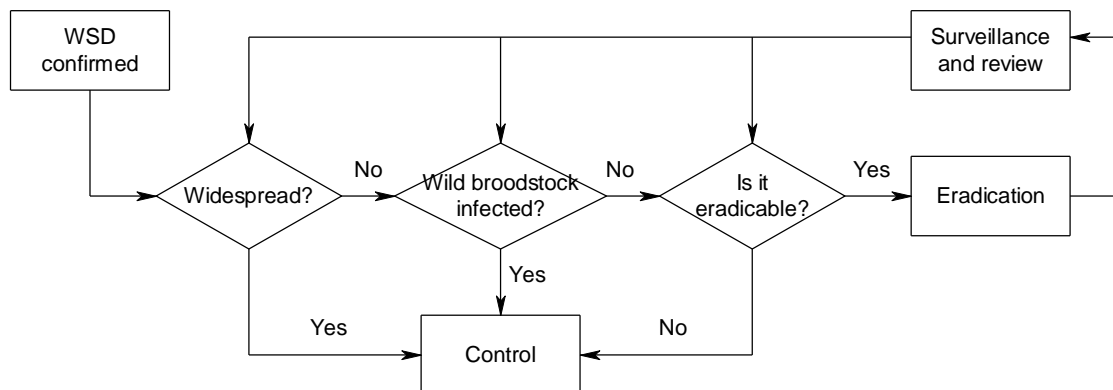 WSD
confirmed
Surveillance
and review
Widespread?
No
Wild broodstock
infected?
No
Is it
eradicable?
Yes
Eradication
Yes
Yes
No
Control